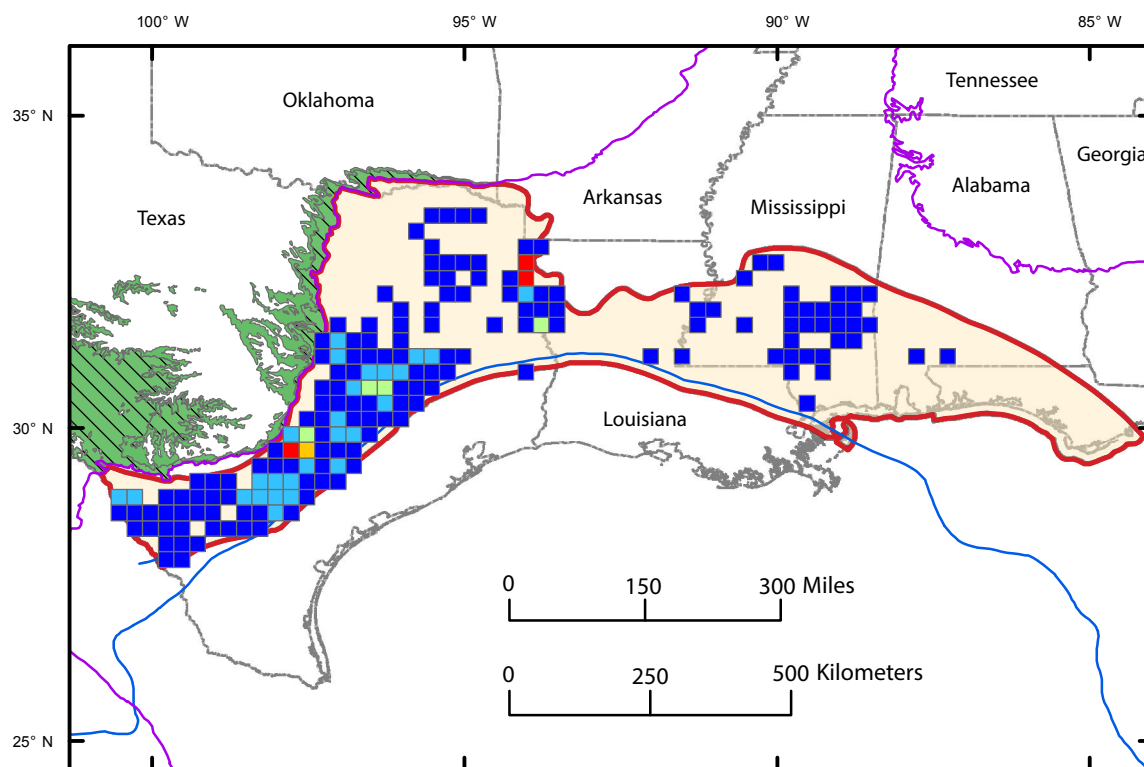 100° W 95° W 90° W 85° W
Tennessee
Oklahoma
35° N
Georgia
Alabama
Arkansas
Mississippi
Texas
Louisiana
30° N
0 150 300 Miles
0 250 500 Kilometers
25° N